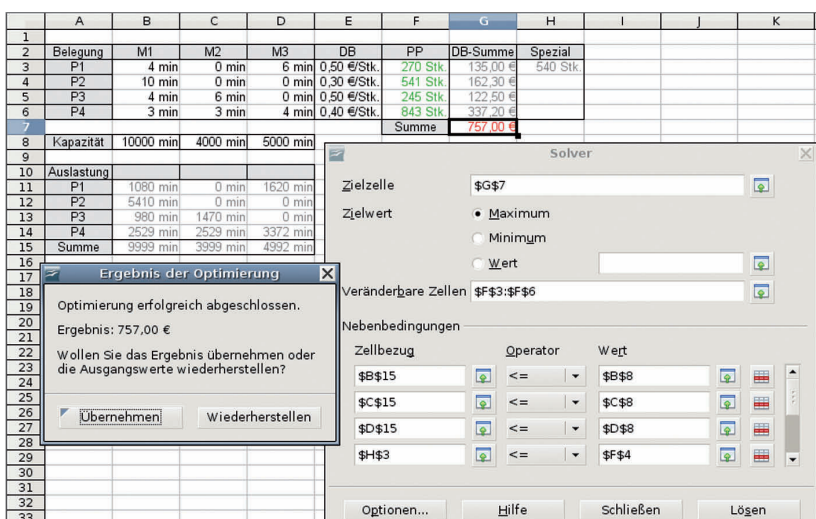 A B C D E F G H I J K
1
2 Belegung M1 M2 M3 DB PP DB-Summe Spezial
3 P1 4 min 0 min 6 min 0,50 €/Stk. 270 Stk. 135,00 € 540 Stk.
4 P2 10 min 0 min 0 min 0,30 €/Stk. 541 Stk. 162,30 €
5 P3 4 min 6 min 0 min 0,50 €/Stk. 245 Stk. 122,50 €
6 P4 3 min 3 min 4 min 0,40 €/Stk. 843 Stk. 337,20 €
7 Summe 757,00 €
8 Kapazität 10000 min 4000 min 5000 min
9
10 Auslastung
11 P1 1080 min 0 min 1620 min
12 P2 5410 min 0 min 0 min
13 P3 980 min 1470 min 0 min
14 P4 2529 min 2529 min 3372 min
15 Summe 9999 min 3999 min 4992 min
16
17
18
19
20
21
22
23
24
25
26
27
28
29
30
31
32
33
Ergebnis der Optimierung
Optimierung erfolgreich abgeschlossen.
Ergebnis: 757,00 €
Wollen Sie das Ergebnis übernehmen oder
die Ausgangswerte wiederherstellen?
Übernehmen Wiederherstellen
Solver
Zielzelle $G$7
Zielwert Maximum
Minimum
Wert
Veränderbare Zellen $F$3:$F$6
Nebenbedingungen
Zellbezug Operator Wert
$B$15 <= $B$8
$C$15 <= $C$8
$D$15 <= $D$8
$H$3 <= $F$4
Optionen... Hilfe Schließen Lösen